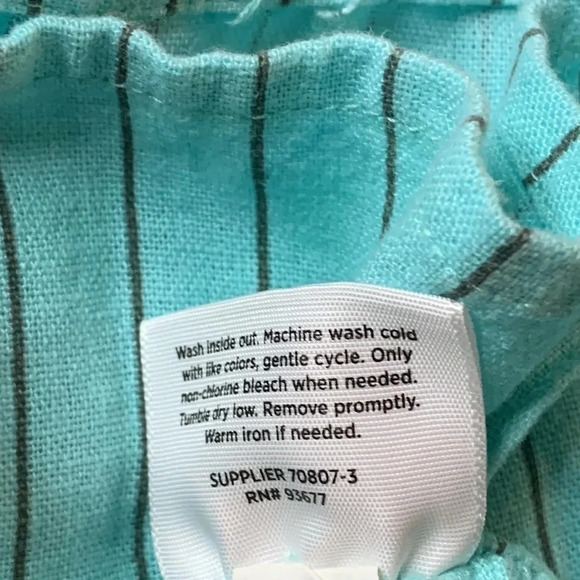 Wash inside out. Machine wash cold
with like colors, gentle cycle. Only
non-chlorine bleach when needed.
Tumble dry low. Remove promptly.
Warm iron if needed.
SUPPLIER 70807-3
RN# 93677